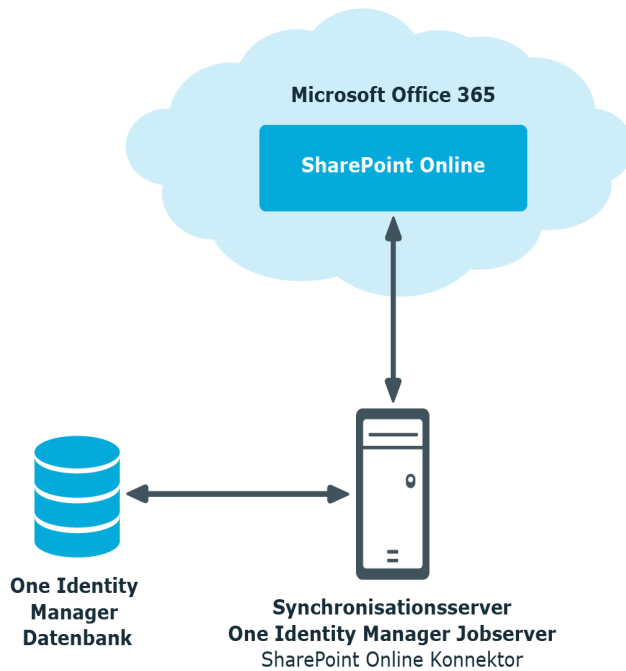 Microsoft Office 365
SharePoint Online
One Identity
Manager
Datenbank
Synchronisationsserver
One Identity Manager Jobserver
SharePoint Online Konnektor